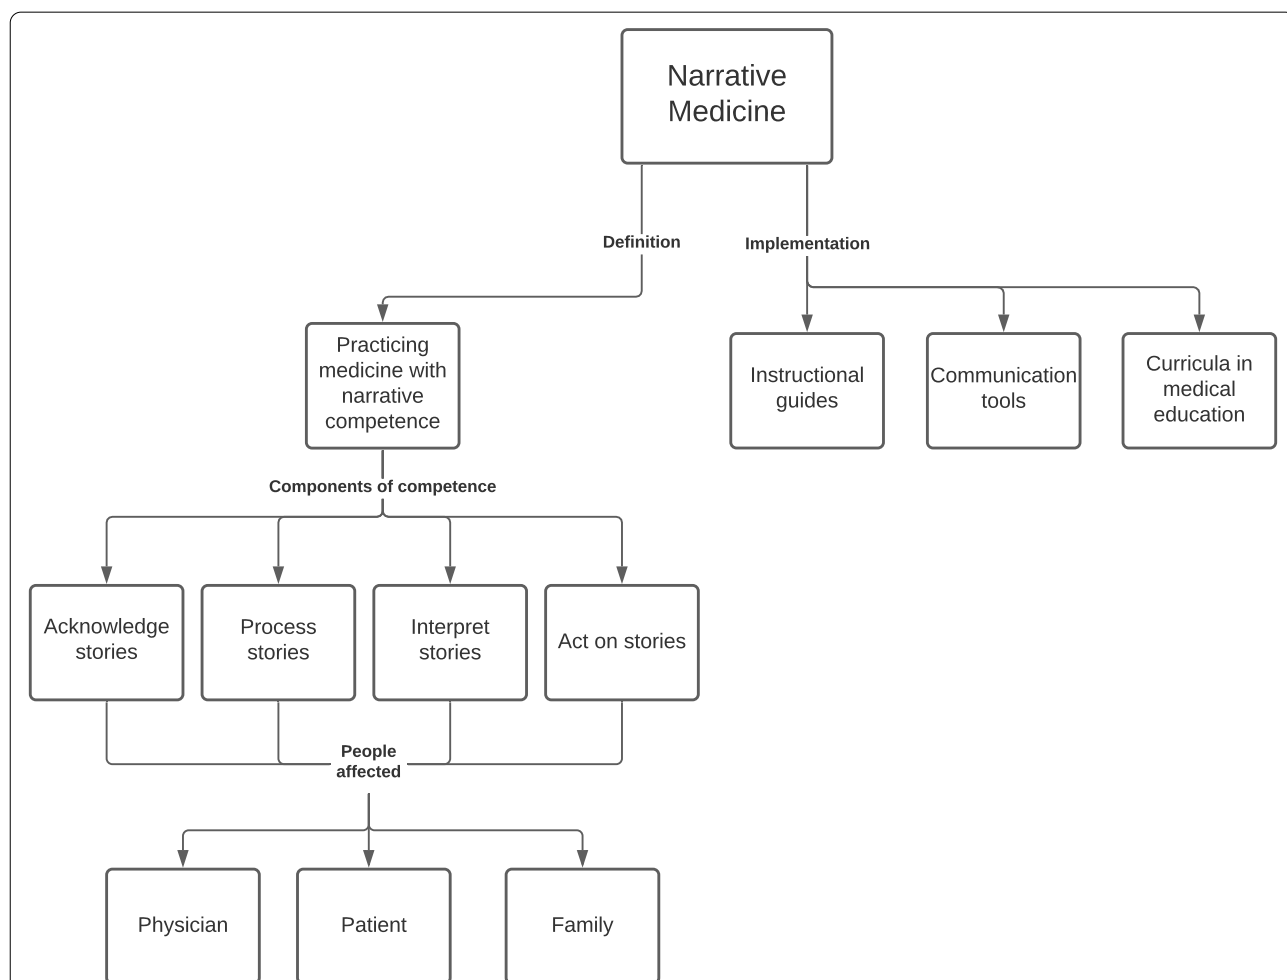 Narrative
Medicine
Definition
Implementation
Practicing
medicine with
narrative
competence
Instructional
guides
Communication
tools
Curricula in
medical
education
Components of competence
Acknowledge
stories
Process
stories
Interpret
stories
Act on stories
People
affected
Physician
Patient
Family